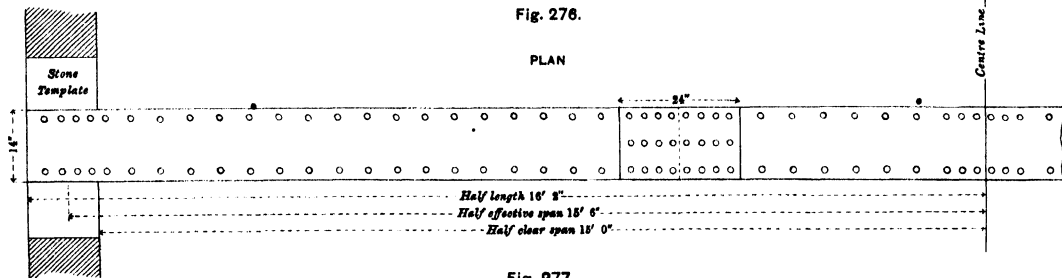 Fig. 276.
PLAN
Centre Line
Stone
Template
24"
14"
Half length 16' 2"
Half effective span 15' 6"
Half clear span 15' 0"
Fig. 277